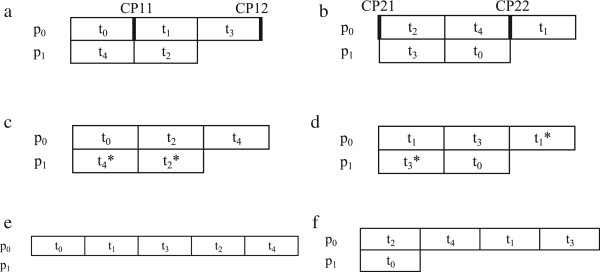 a
CP11 CP12
p0 t0 t1 t3
p1 t4 t2
b
CP21 CP22
p0 t2 t4 t1
p1 t3 t0
c
p0 t0 t2 t4
p1 t4* t2*
d
p0 t1 t3 t1*
p1 t3* t0
e
p0 t0 t1 t3 t2 t4
p1
f
p0 t2 t4 t1 t3
p1 t0